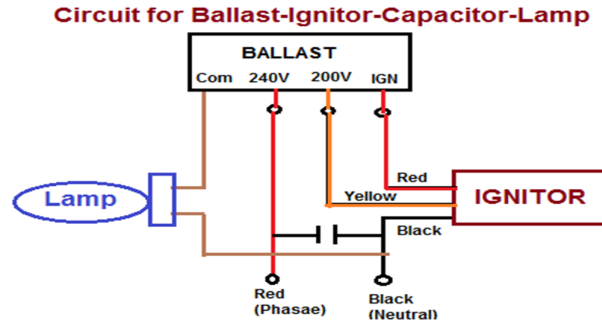 Circuit for Ballast-Ignitor-Capacitor-Lamp
BALLAST
Com 240V 200V IGN
Lamp
Red
Yellow
IGNITOR
Black
Red
(Phasae)
Black
(Neutral)